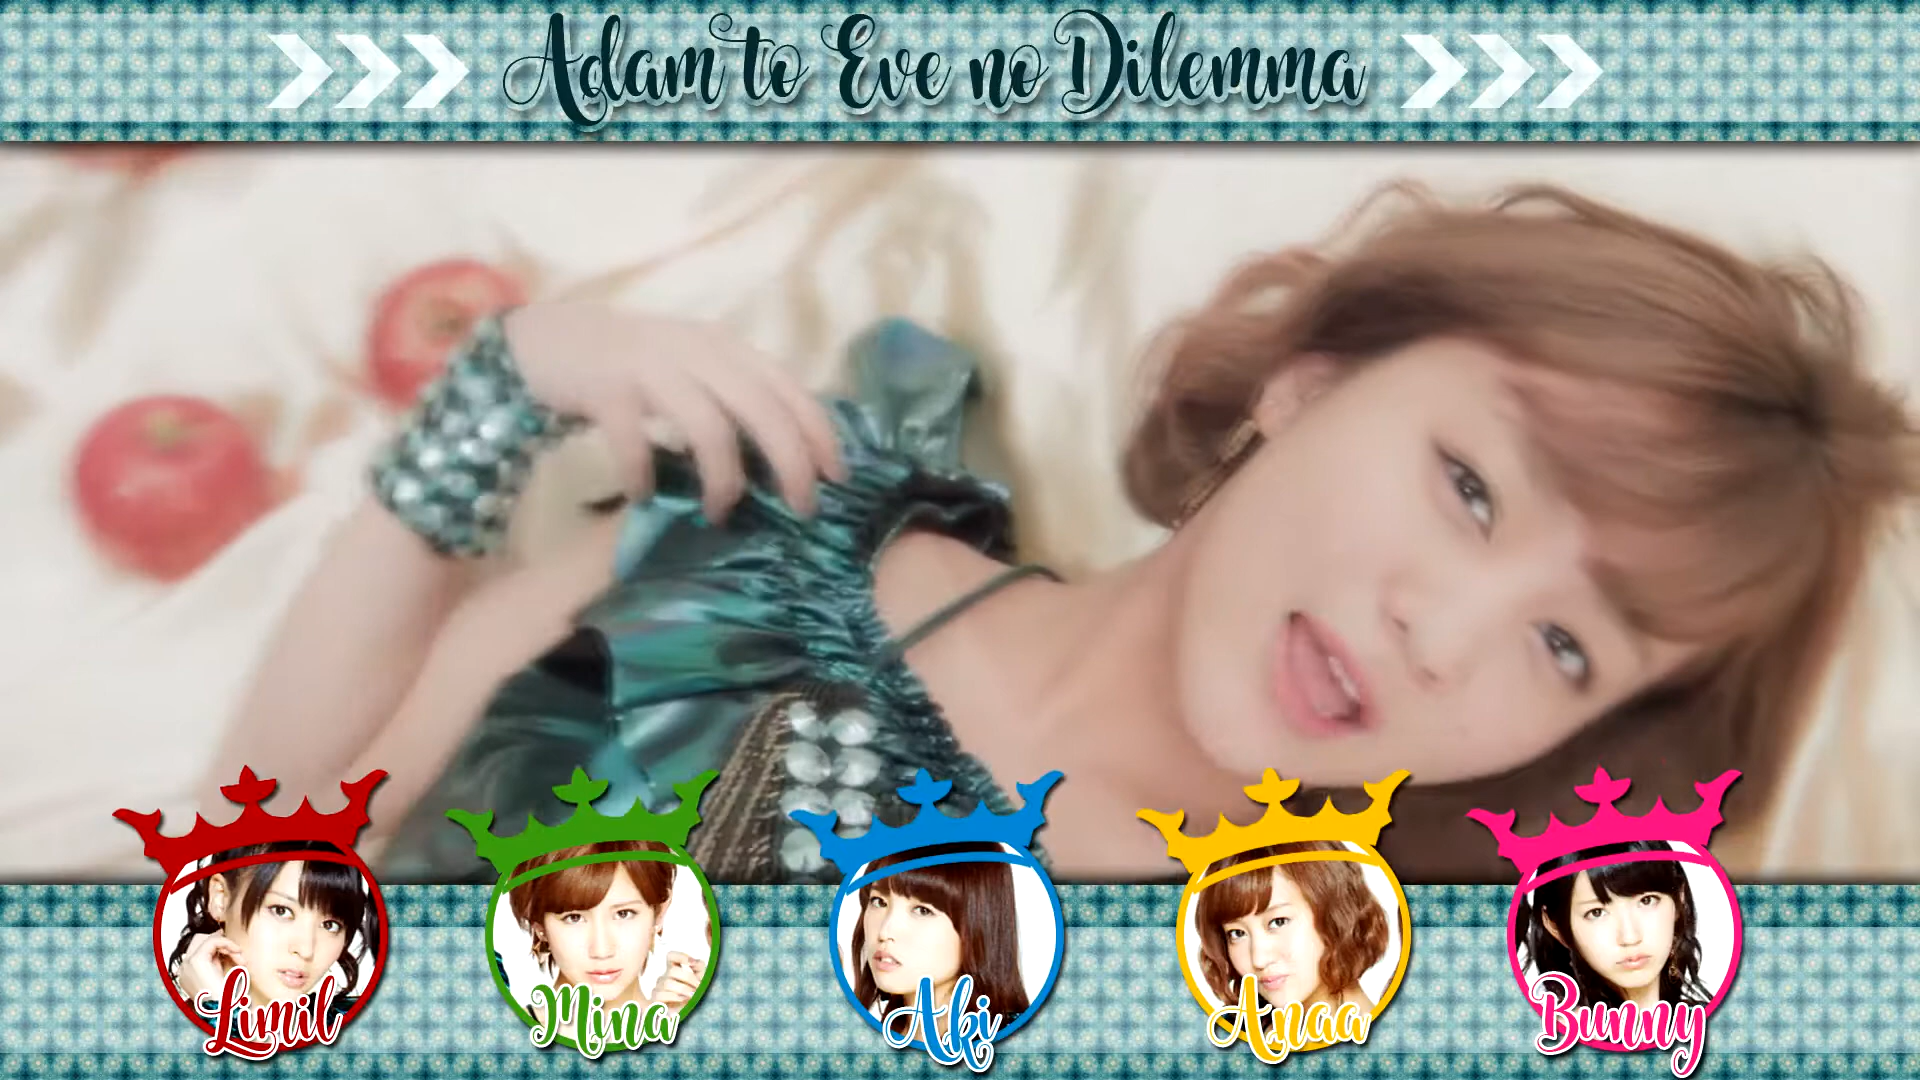 Adam to Eve no Dilemma
Limil
Mina
Aki
Anaa
Bunny